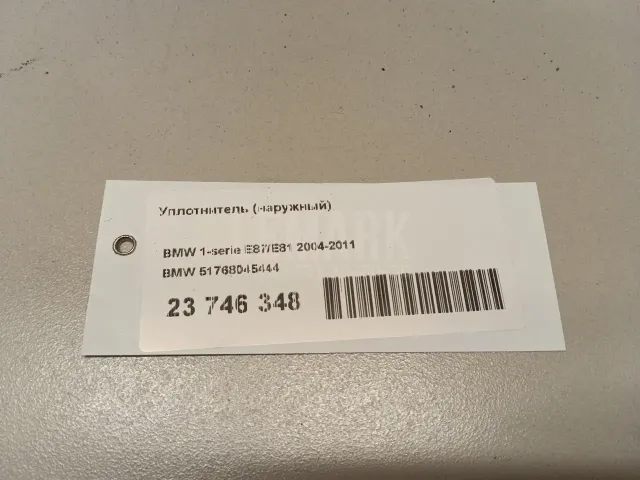 Уплотнитель (наружный)
BMW 1-serie E87/E81 2004-2011
BMW 51768045444
23 746 348